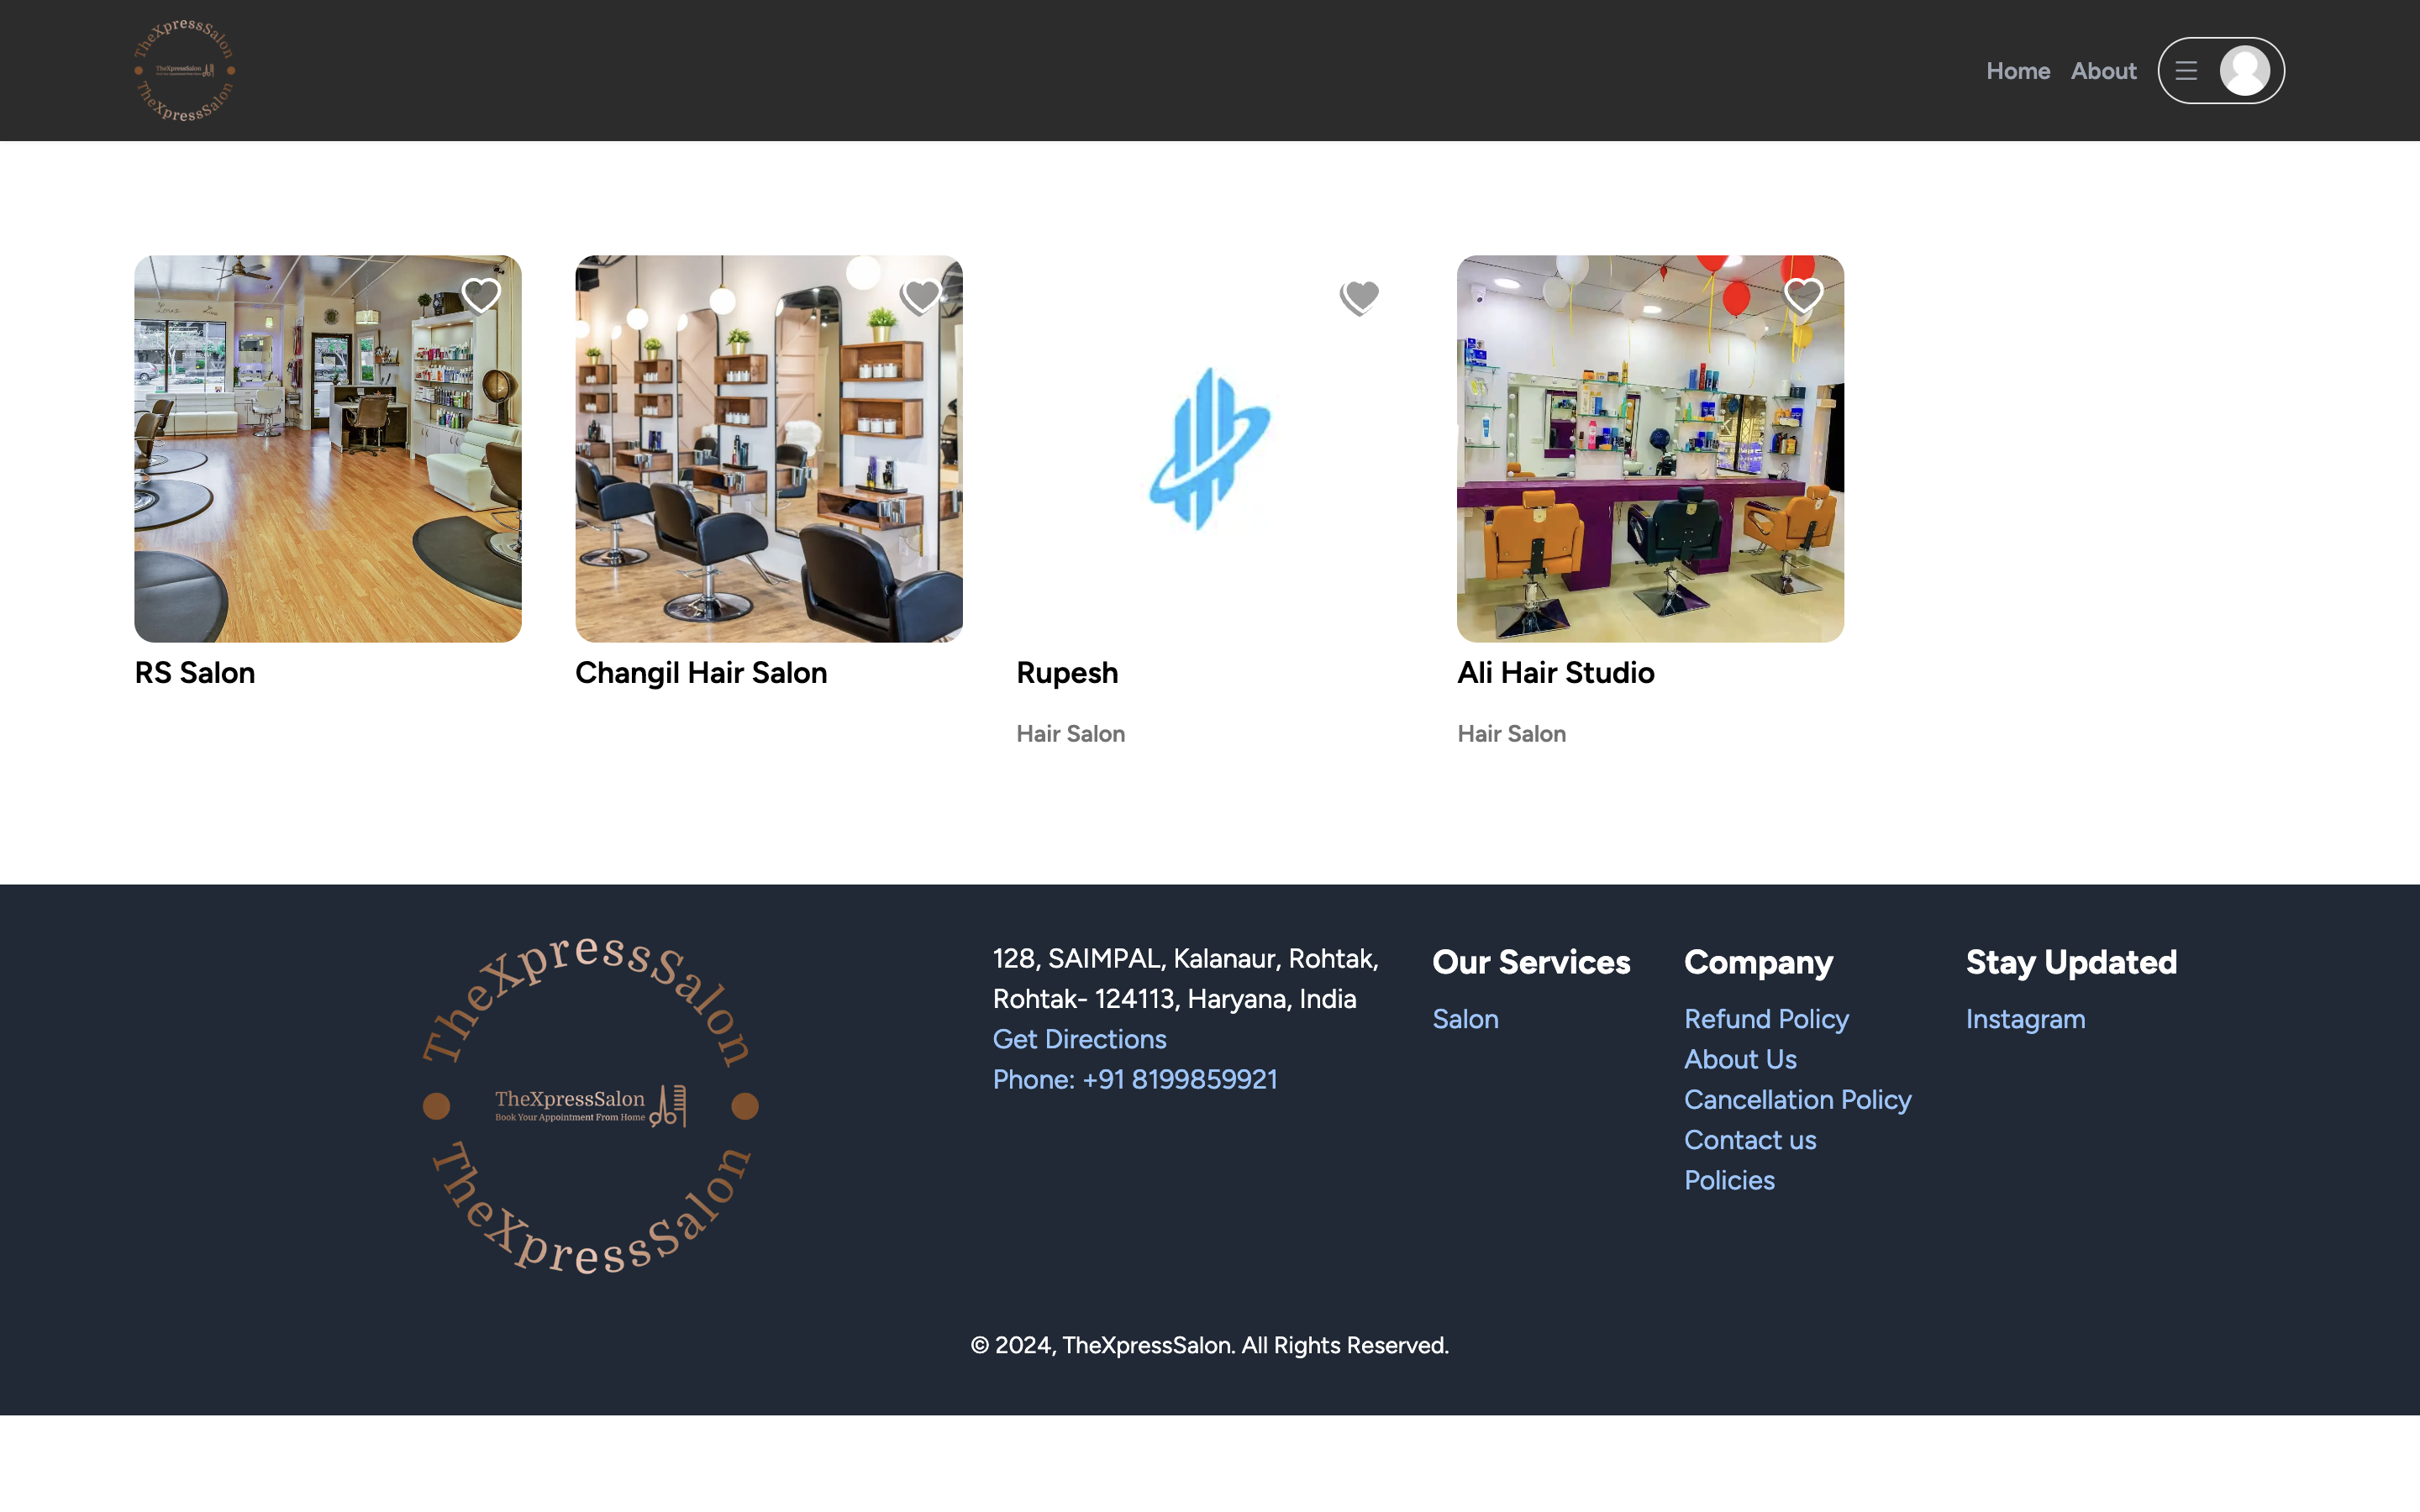 TheXpressSalon
TheXpressSalon
TheXpressSalon
Home
About
RS Salon
Changil Hair Salon
Rupesh
Hair Salon
Ali Hair Studio
Hair Salon
TheXpressSalon
TheXpressSalon
Book Your Appointment From Home
TheXpressSalon
128, SAIMPAL, Kalanaur, Rohtak,
Rohtak- 124113, Haryana, India
Get Directions
Phone: +91 8199859921
Our Services
Salon
Company
Refund Policy
About Us
Cancellation Policy
Contact us
Policies
Stay Updated
Instagram
© 2024, TheXpressSalon. All Rights Reserved.